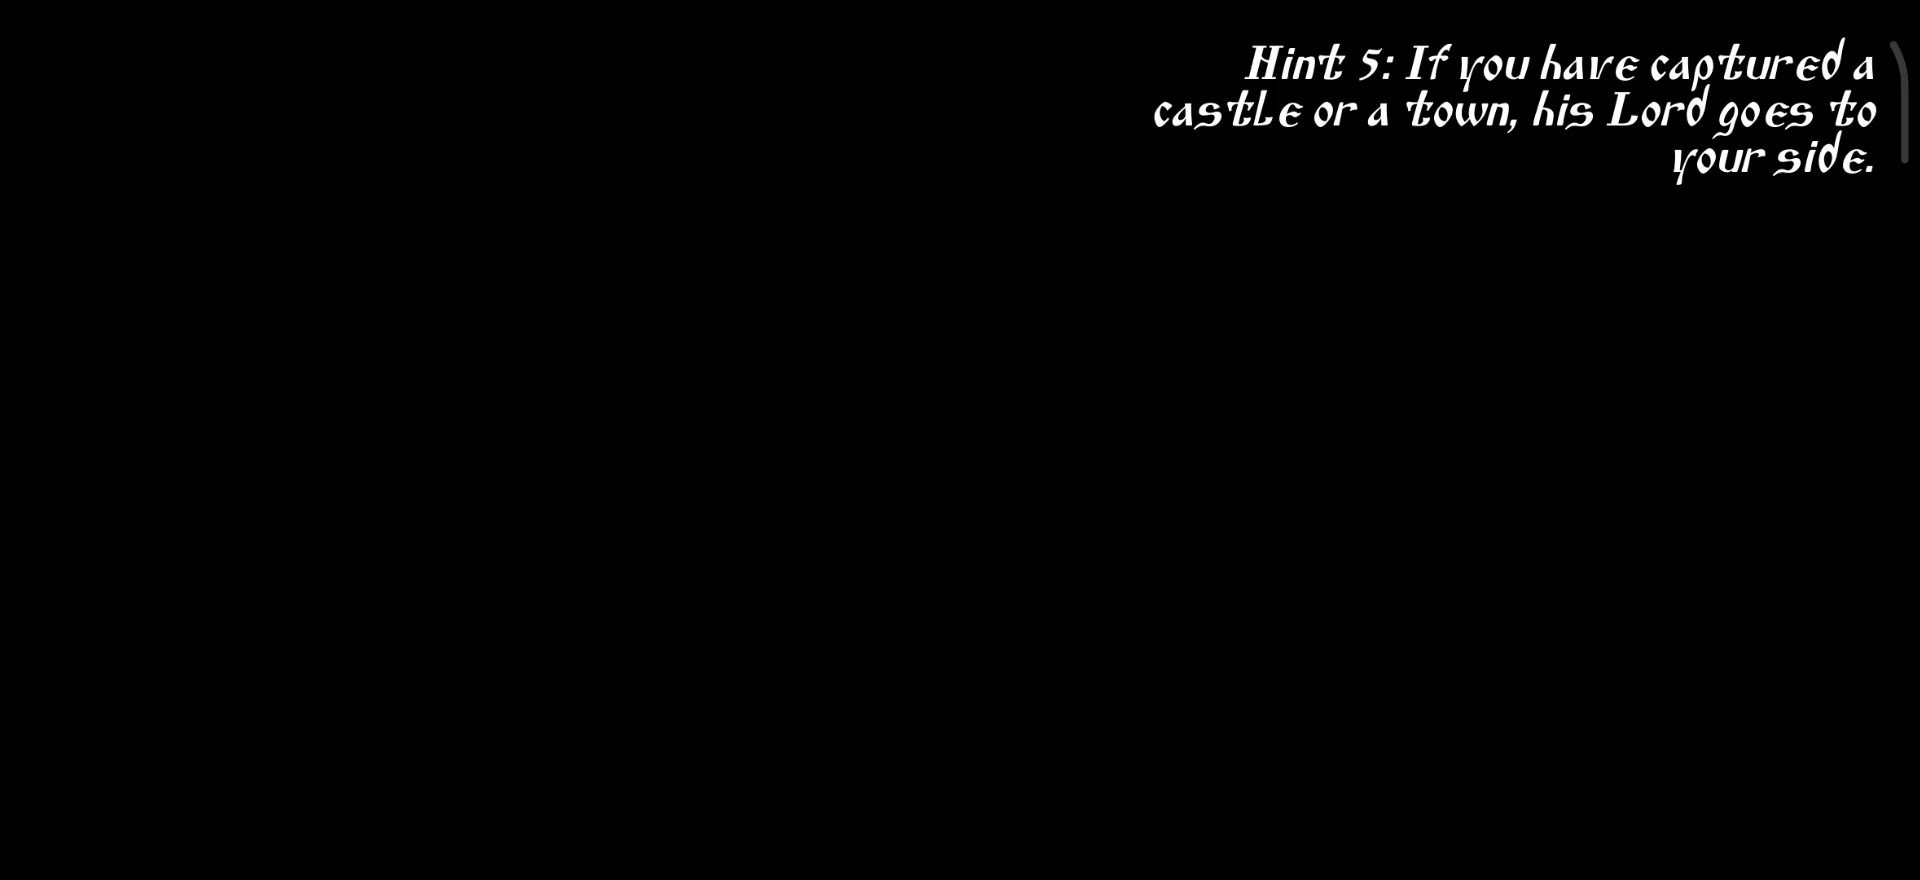 Hint 5: If you have captured a
castle or a town, his Lord goes to
your side.